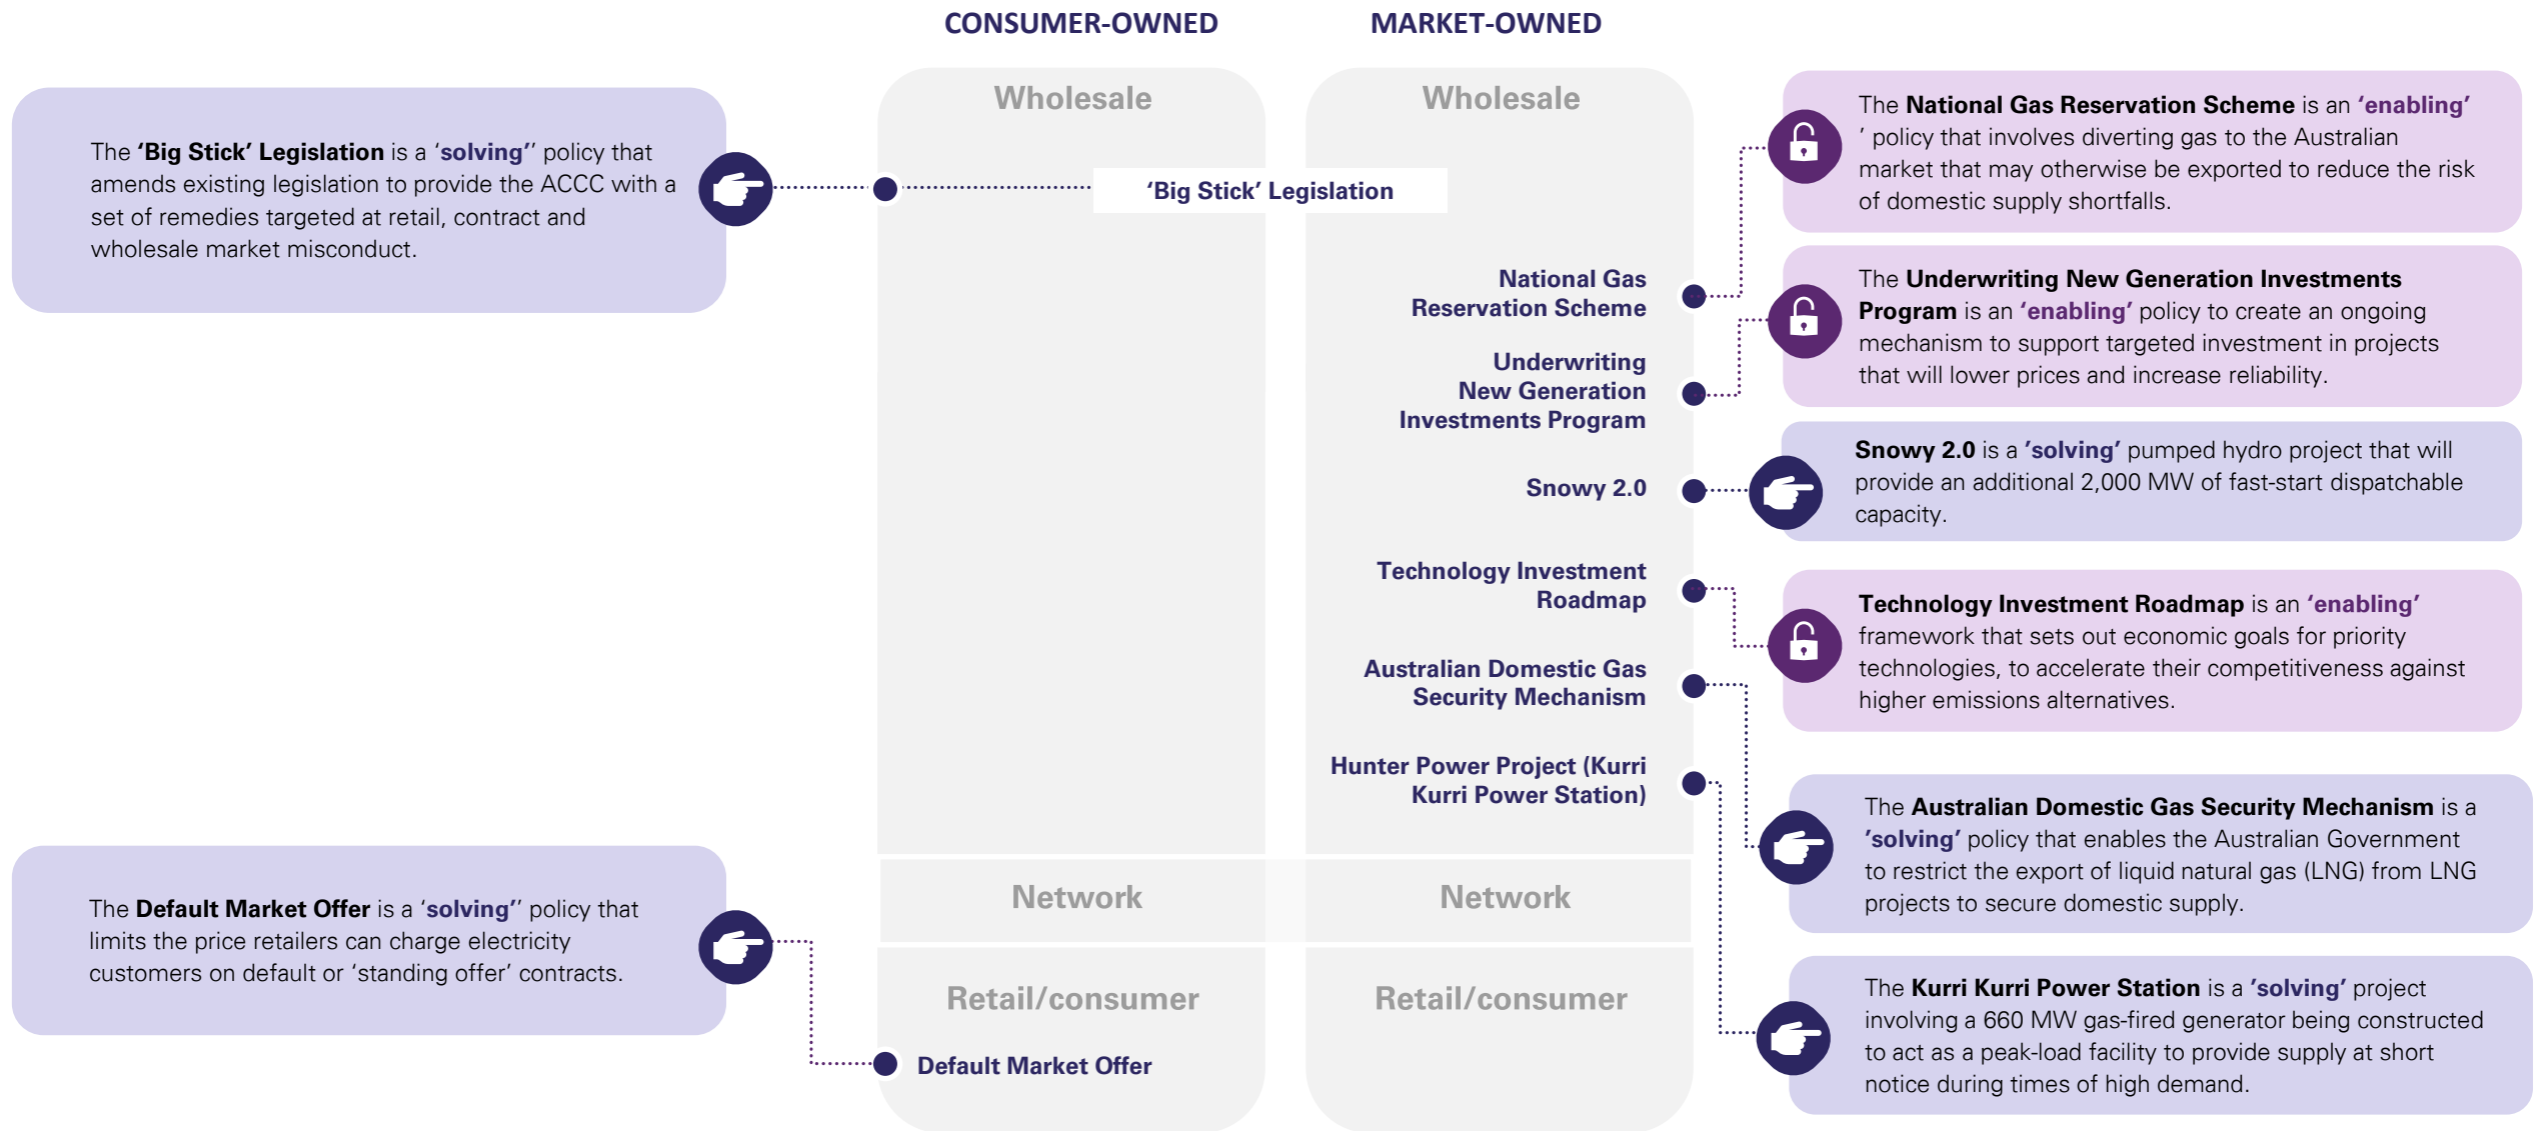 CONSUMER-OWNED
MARKET-OWNED
The ‘Big Stick’ Legislation is a ‘solving’’ policy that
amends existing legislation to provide the ACCC with a
set of remedies targeted at retail, contract and
wholesale market misconduct.
The Default Market Offer is a ‘solving’’ policy that
limits the price retailers can charge electricity
customers on default or ‘standing offer’ contracts.
Wholesale
Wholesale
‘Big Stick’ Legislation
National Gas
Reservation Scheme
Underwriting
New Generation
Investments Program
Snowy 2.0
Technology Investment
Roadmap
Australian Domestic Gas
Security Mechanism
Hunter Power Project (Kurri
Kurri Power Station)
Network
Network
Retail/consumer
Retail/consumer
Default Market Offer
The National Gas Reservation Scheme is an ‘enabling’
’ policy that involves diverting gas to the Australian
market that may otherwise be exported to reduce the risk
of domestic supply shortfalls.
The Underwriting New Generation Investments
Program is an ‘enabling’ policy to create an ongoing
mechanism to support targeted investment in projects
that will lower prices and increase reliability.
Snowy 2.0 is a ’solving’ pumped hydro project that will
provide an additional 2,000 MW of fast-start dispatchable
capacity.
Technology Investment Roadmap is an ‘enabling’
framework that sets out economic goals for priority
technologies, to accelerate their competitiveness against
higher emissions alternatives.
The Australian Domestic Gas Security Mechanism is a
’solving’ policy that enables the Australian Government
to restrict the export of liquid natural gas (LNG) from LNG
projects to secure domestic supply.
The Kurri Kurri Power Station is a ’solving’ project
involving a 660 MW gas-fired generator being constructed
to act as a peak-load facility to provide supply at short
notice during times of high demand.